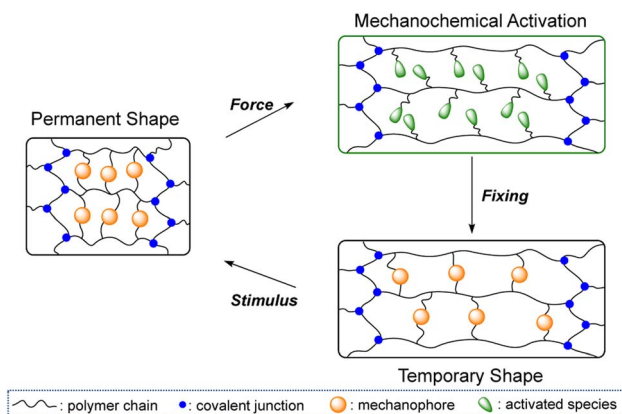 Mechanochemical Activation
Permanent Shape
Force
Fixing
Stimulus
Temporary Shape
: polymer chain : covalent junction : mechanophore : activated species